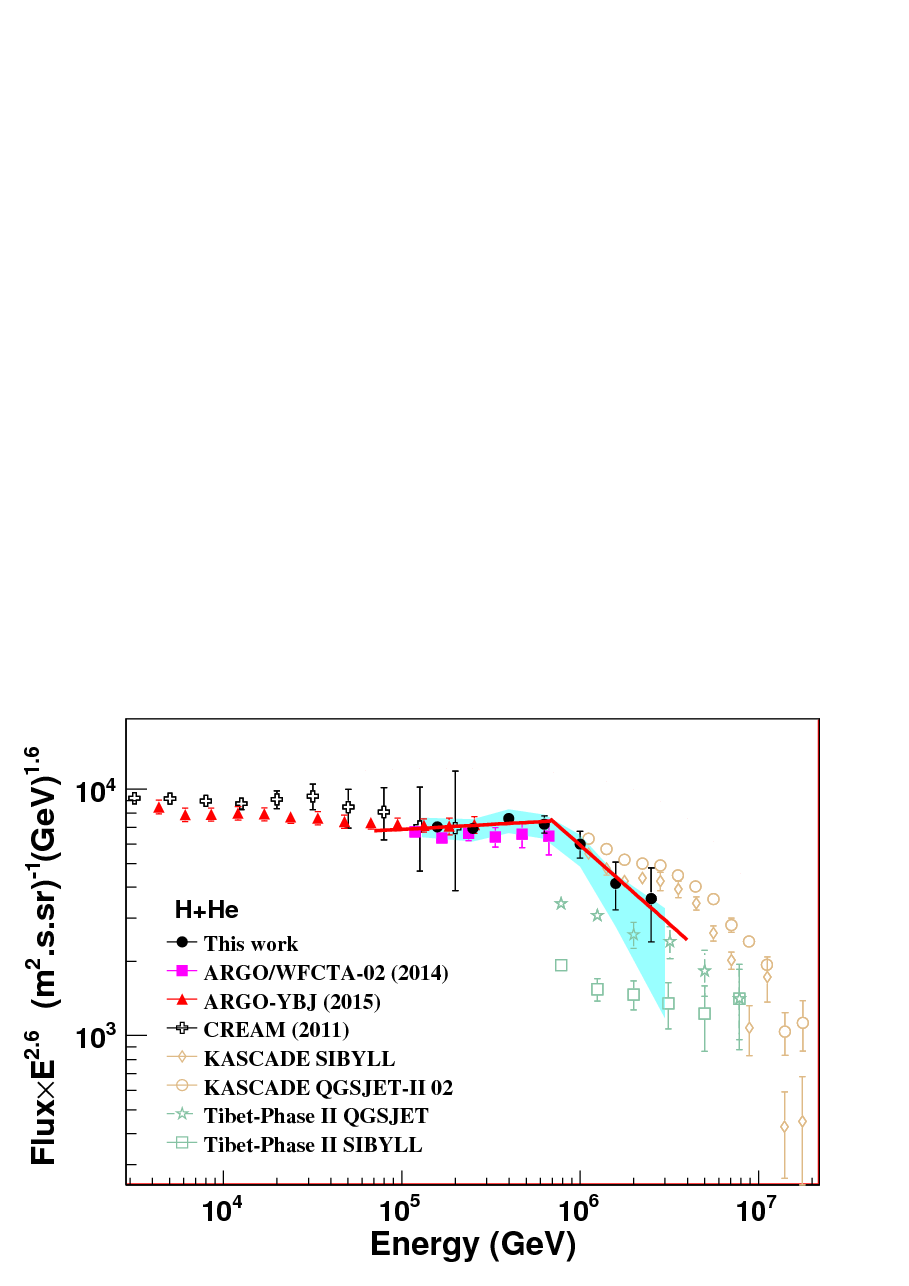 Flux×E^2.6 (m^2.s.sr)^-1(GeV)^1.6
10^4
10^3
H+He
This work
ARGO/WFCTA-02 (2014)
ARGO-YBJ (2015)
CREAM (2011)
KASCADE SIBYLL
KASCADE QGSJET-II 02
Tibet-Phase II QGSJET
Tibet-Phase II SIBYLL
10^4 10^5 10^6 10^7
Energy (GeV)